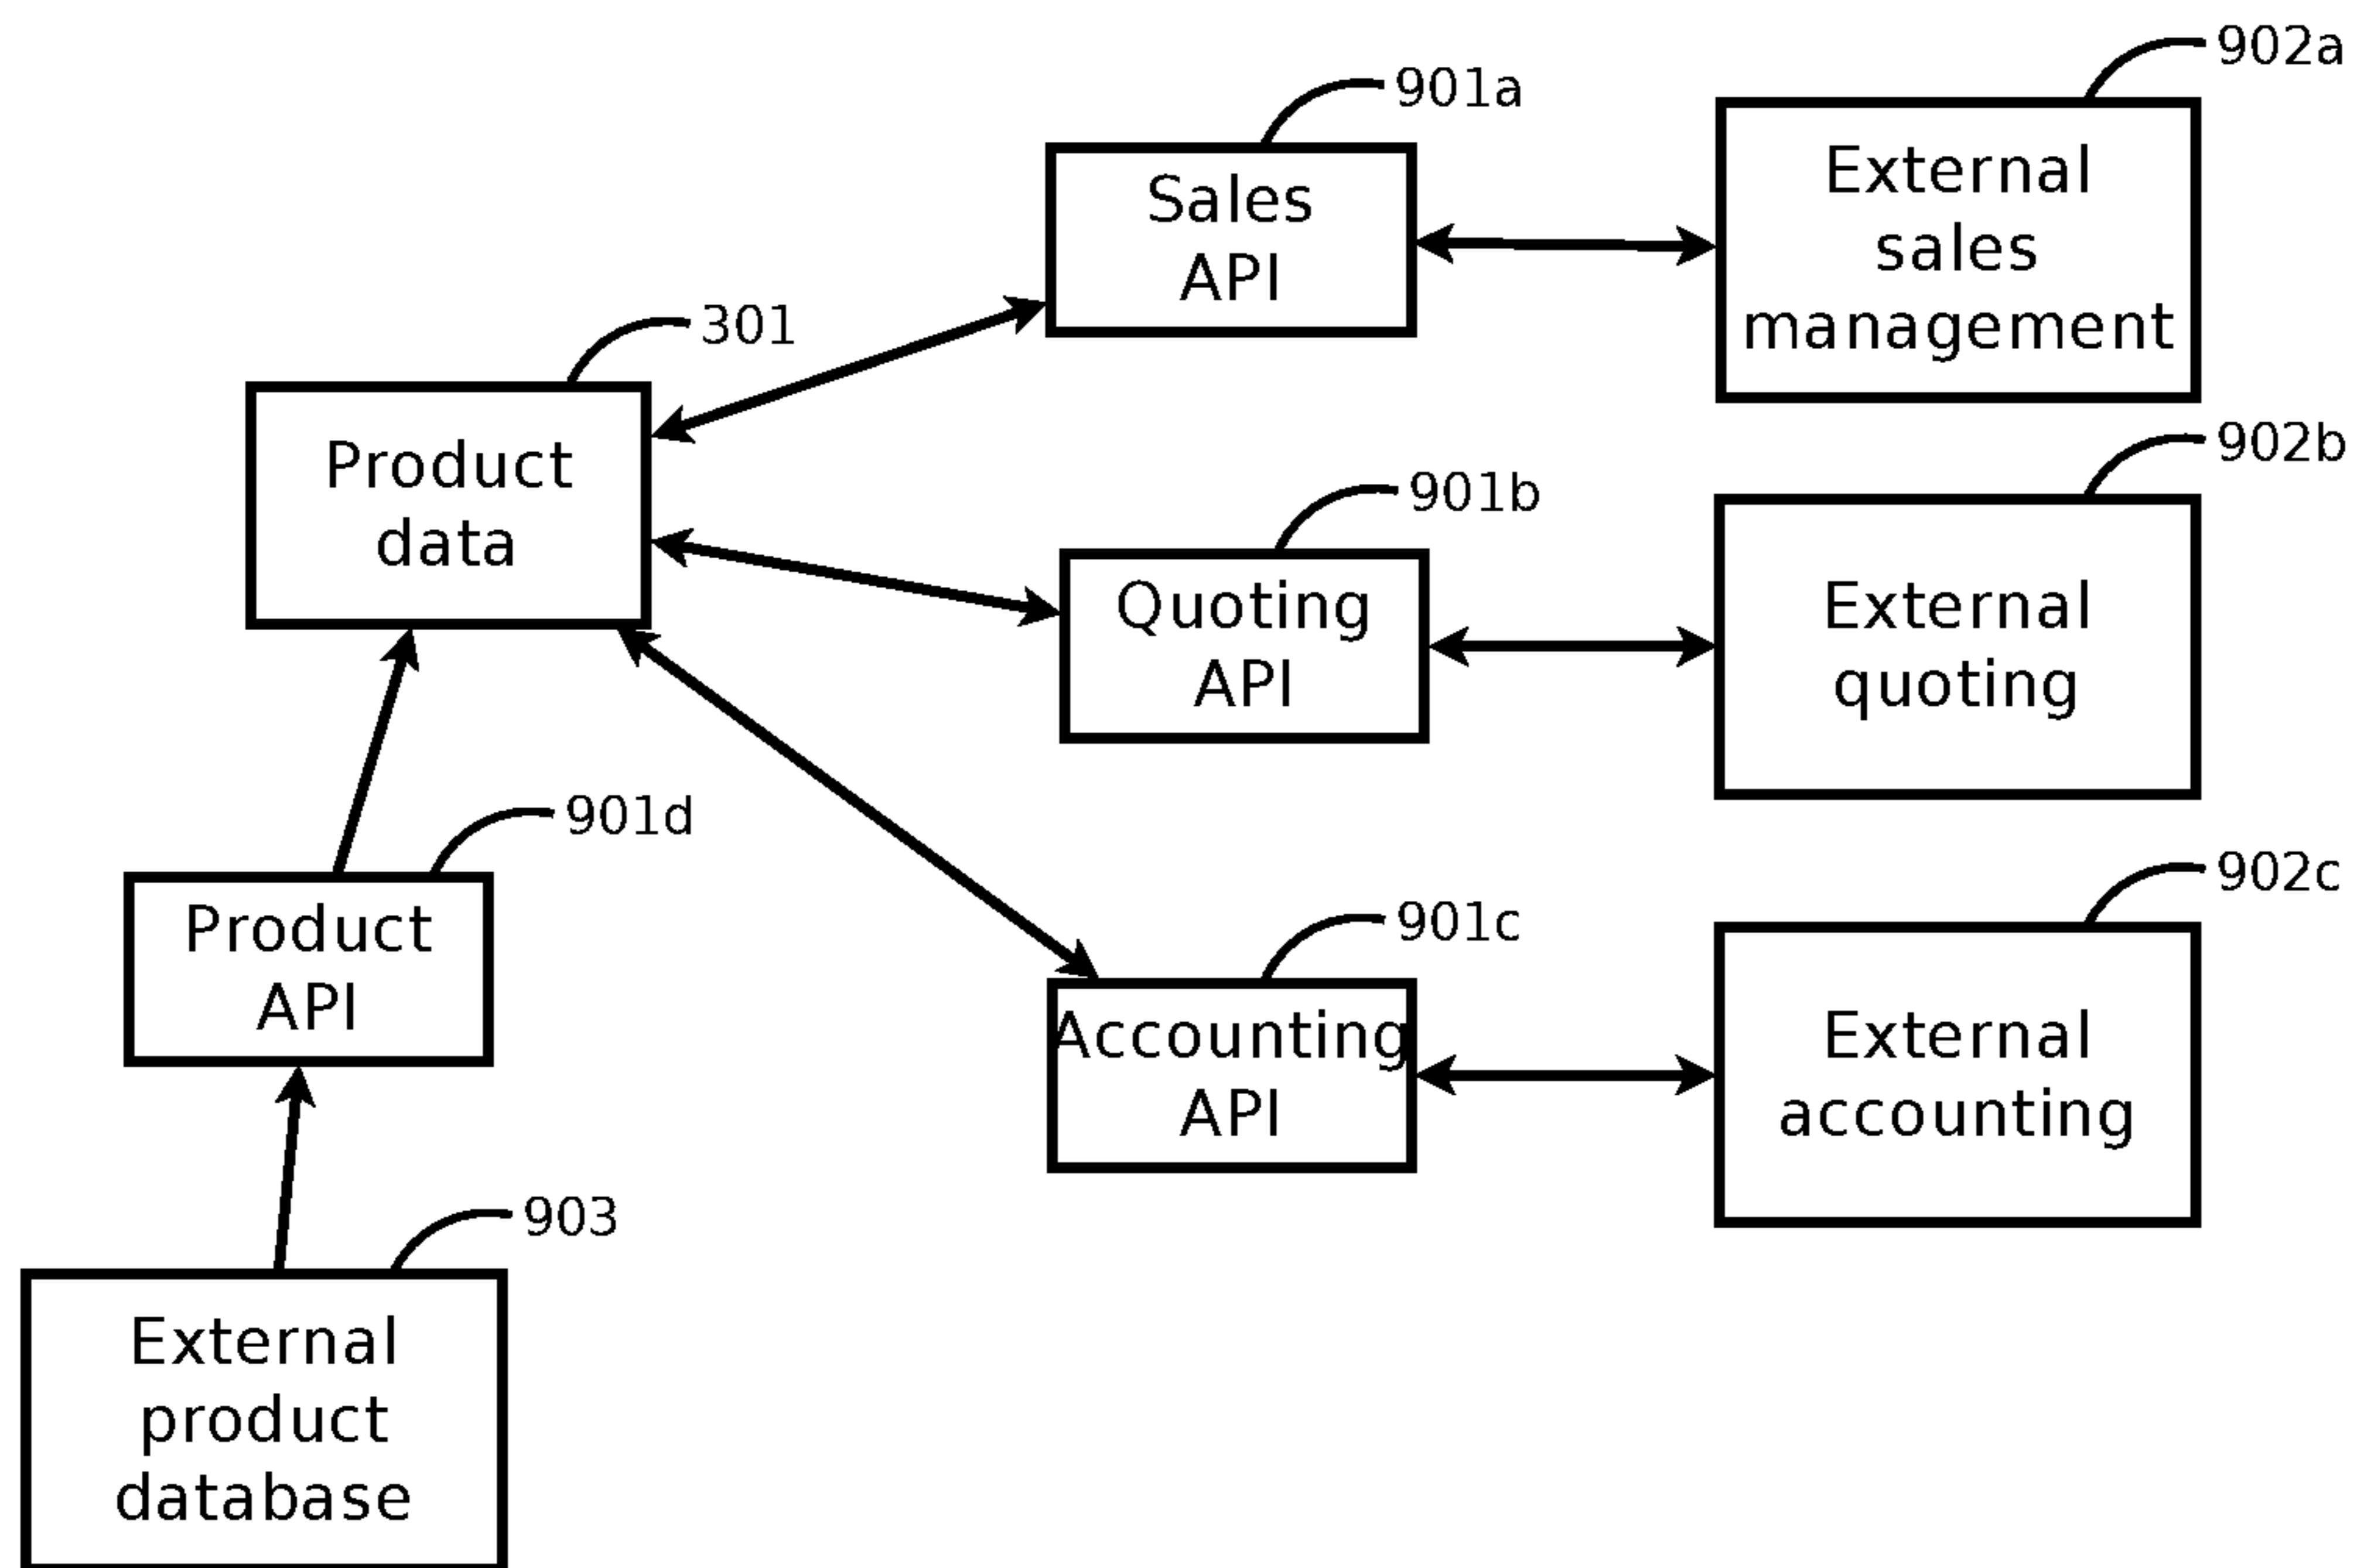 902a
901a
External
sales
management
Sales
API
301
Product
data
902b
901b
External
quoting
Quoting
API
901d
Product
API
902c
901c
External
accounting
Accounting
API
903
External
product
database